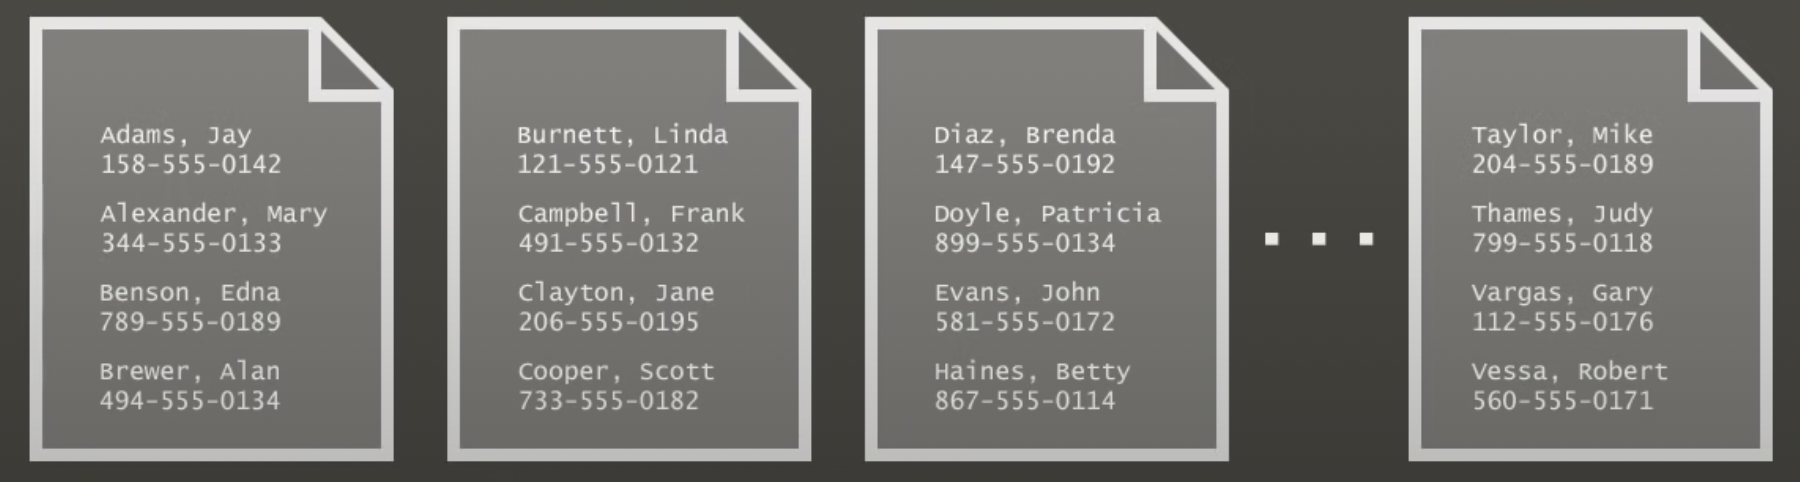 Adams, Jay
158-555-0142
Alexander, Mary
344-555-0133
Benson, Edna
789-555-0189
Brewer, Alan
494-555-0134
Burnett, Linda
121-555-0121
Campbell, Frank
491-555-0132
Clayton, Jane
206-555-0195
Cooper, Scott
733-555-0182
Diaz, Brenda
147-555-0192
Doyle, Patricia
899-555-0134
Evans, John
581-555-0172
Haines, Betty
867-555-0114
. . .
Taylor, Mike
204-555-0189
Thames, Judy
799-555-0118
Vargas, Gary
112-555-0176
Vessa, Robert
560-555-0171